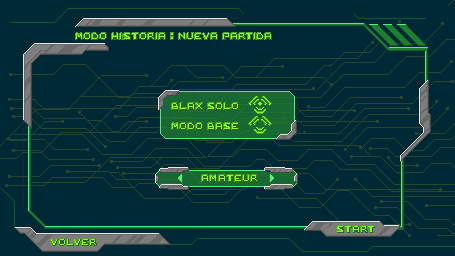 MODO HISTORIA : NUEVA PARTIDA
BLAX SOLO
MODO BASE
AMATEUR
VOLVER
START